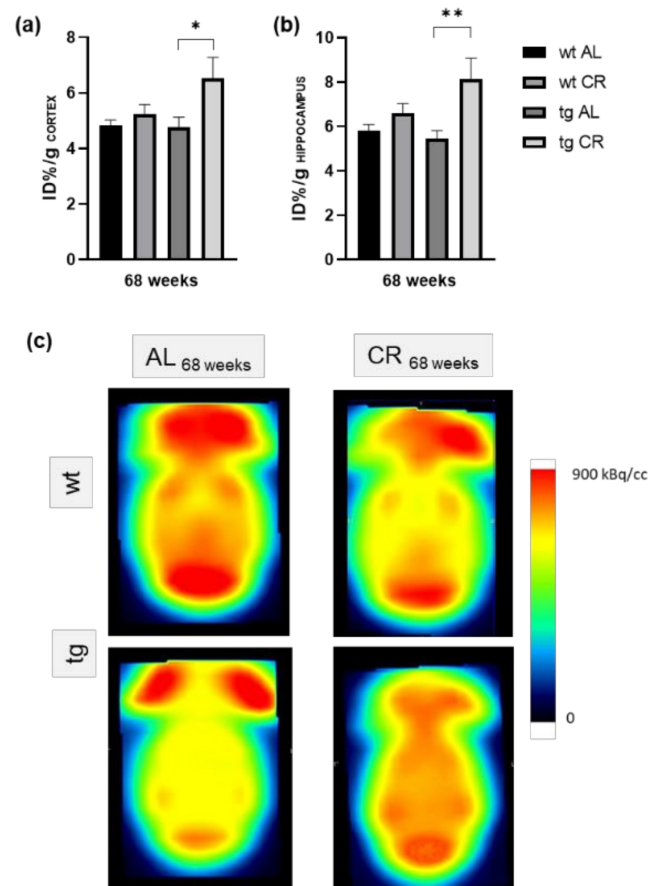 (a)
*
ID%/g CORTEX
8
6
4
2
0
68 weeks
(b)
**
ID%/g HIPPOCAMPUS
10
8
6
4
2
0
68 weeks
wt AL
wt CR
tg AL
tg CR
(c)
AL 68 weeks
CR 68 weeks
wt
tg
900 kBq/cc
0